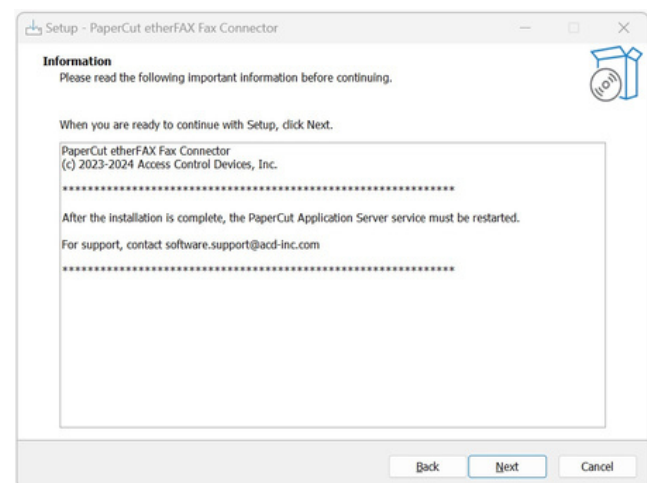 Setup - PaperCut etherFAX Fax Connector
Information
Please read the following important information before continuing.
When you are ready to continue with Setup, click Next.
PaperCut etherFAX Fax Connector
(c) 2023-2024 Access Control Devices, Inc.
**************************************************************
After the installation is complete, the PaperCut Application Server service must be restarted.
For support, contact software.support@acd-inc.com
**************************************************************
Back Next Cancel